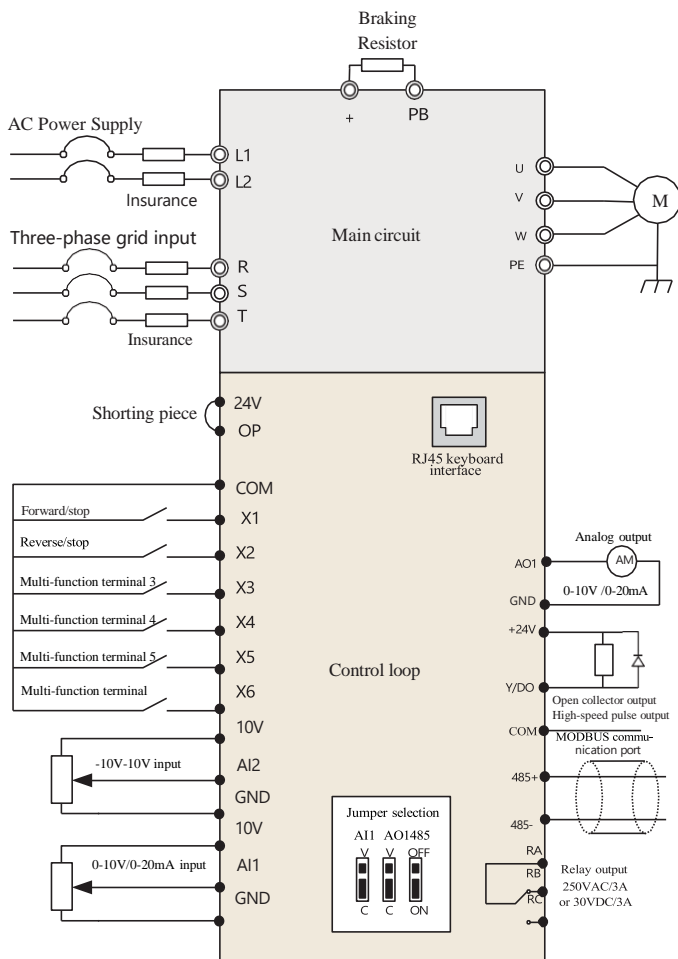 Braking
Resistor
+
PB
AC Power Supply
L1
L2
Insurance
Three-phase grid input
R
S
T
Insurance
Main circuit
U
V
W
PE
M
Shorting piece
24V
OP
RJ45 keyboard
interface
COM
Forward/stop
X1
Reverse/stop
X2
Multi-function terminal 3
X3
Multi-function terminal 4
X4
Multi-function terminal 5
X5
Multi-function terminal
X6
10V
-10V-10V input
AI2
GND
10V
0-10V/0-20mA input
AI1
GND
Control loop
Jumper selection
AI1 AO1485
V V OFF
C C ON
Analog output
AO1
AM
0-10V /0-20mA
GND
+24V
Y/DO
Open collector output
High-speed pulse output
COM
MODBUS commu-
nication port
485+
485-
RA
RB
RC
Relay output
250VAC/3A
or 30VDC/3A